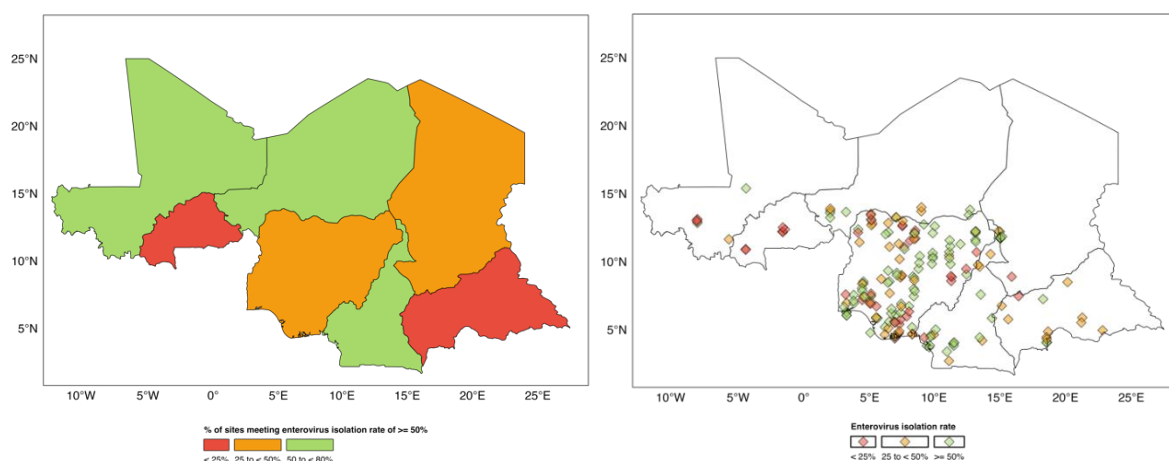 25°N
20°N
15°N
10°N
5°N
10°W 5°W 0°E 5°E 10°E 15°E 20°E 25°E
% of sites meeting enterovirus isolation rate of >= 50%
< 25% 25 to < 50% 50 to < 80%
25°N
20°N
15°N
10°N
5°N
10°W 5°W 0°E 5°E 10°E 15°E 20°E 25°E
Enterovirus isolation rate
< 25% 25 to < 50% >= 50%